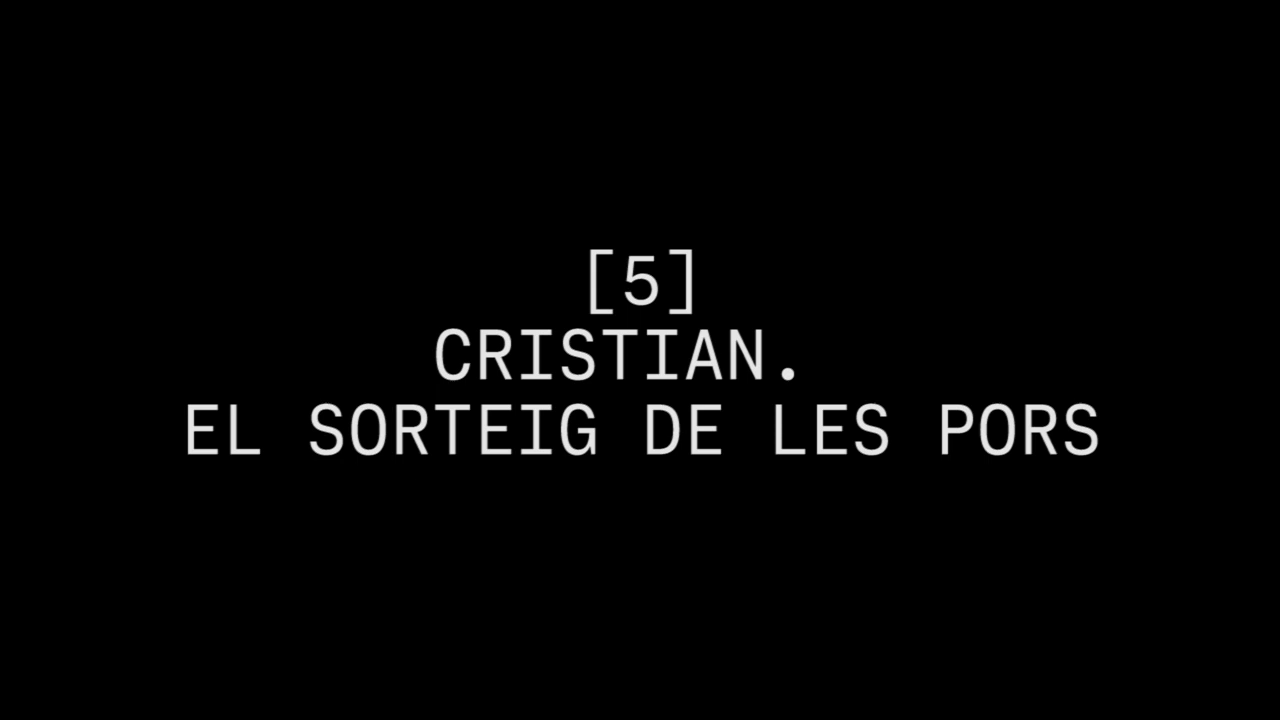 [5]
CRISTIAN.
EL SORTEIG DE LES PORS